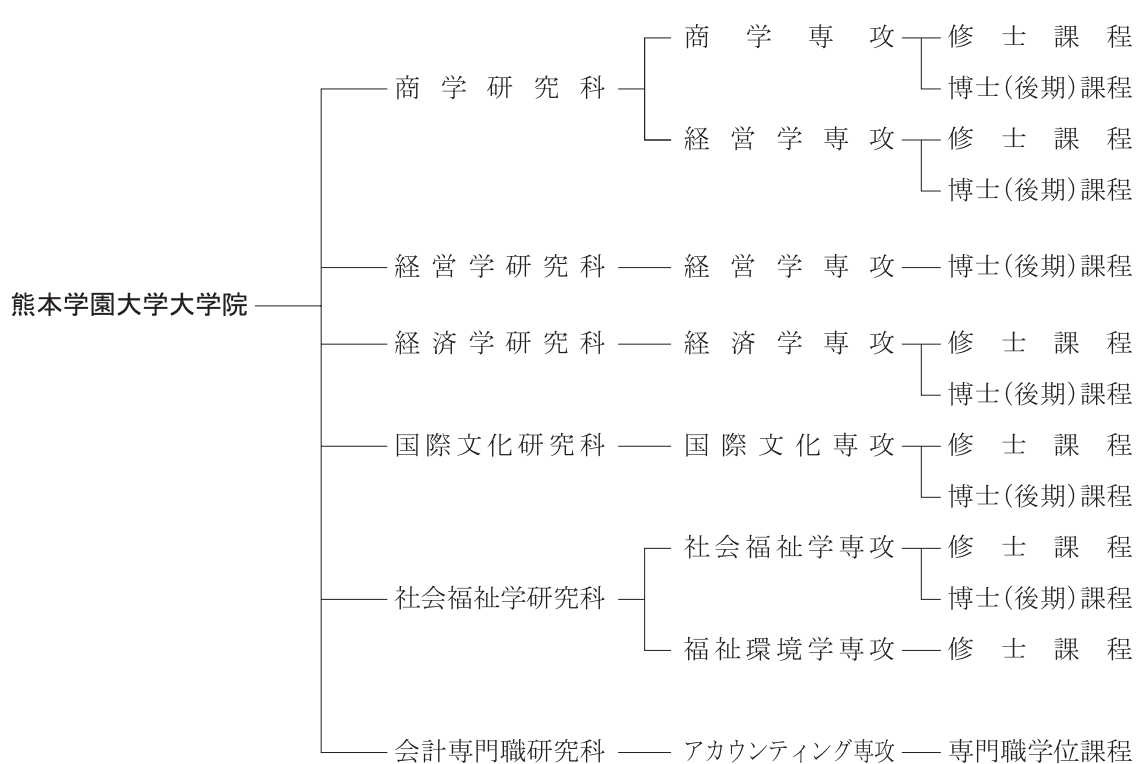 商学専攻 修士課程
商学研究科 博士(後期)課程
経営学専攻 修士課程
博士(後期)課程
経営学研究科 経営学専攻 博士(後期)課程
熊本学園大学大学院
経済学研究科 経済学専攻 修士課程
博士(後期)課程
国際文化研究科 国際文化専攻 修士課程
博士(後期)課程
社会福祉学専攻 修士課程
社会福祉学研究科 博士(後期)課程
福祉環境学専攻 修士課程
会計専門職研究科 アカウンティング専攻 専門職学位課程